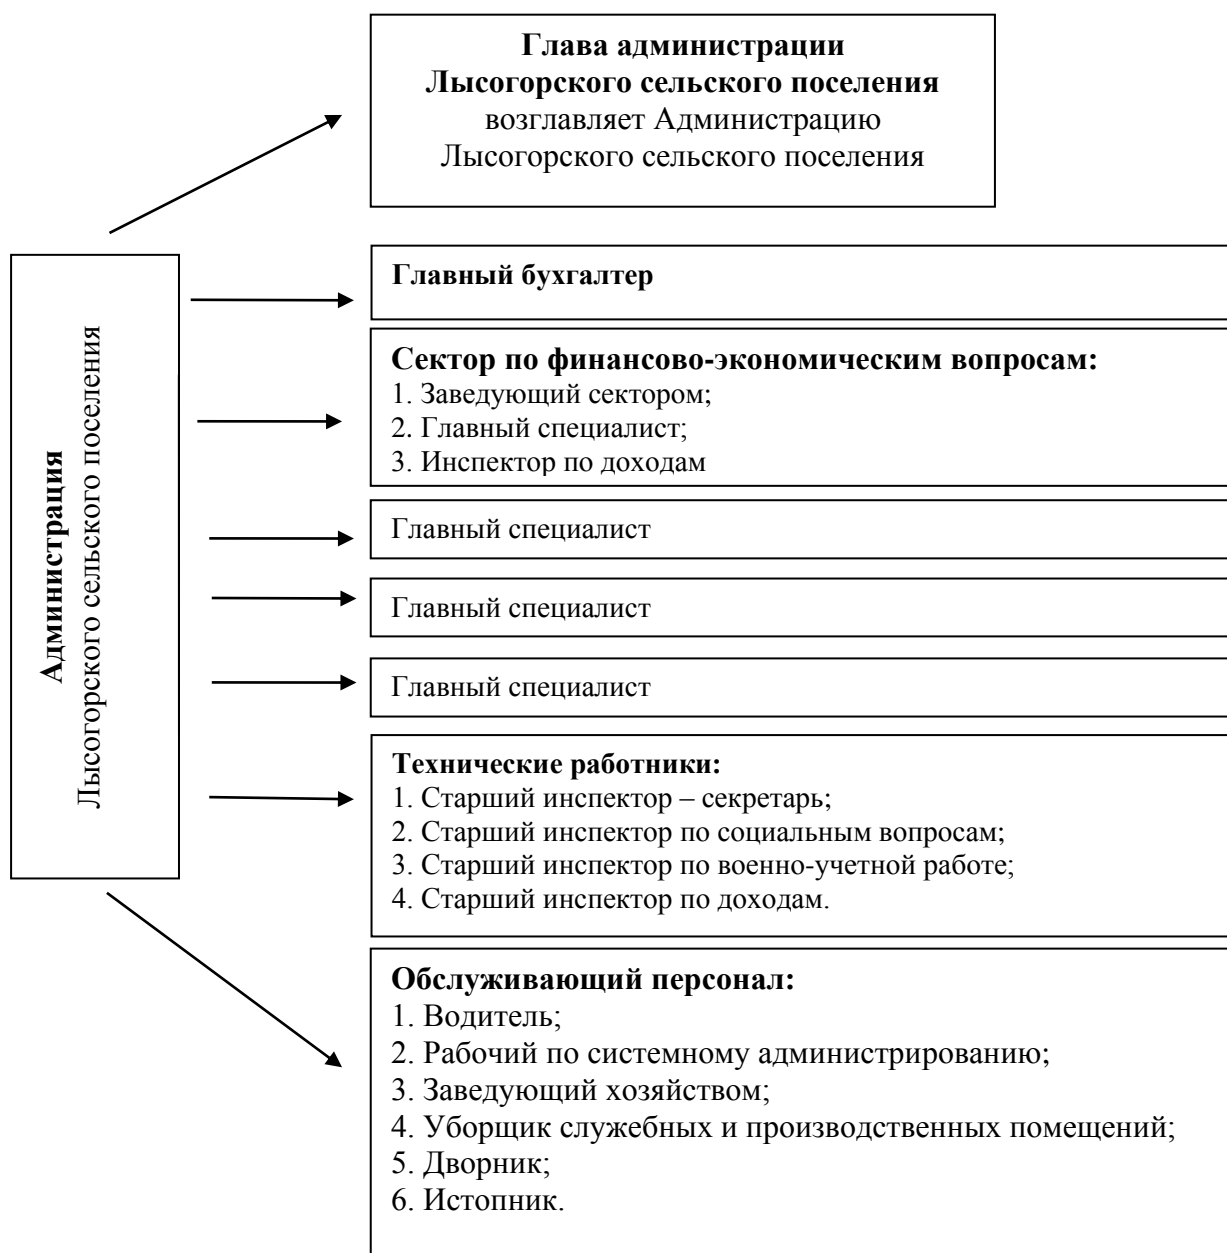 Глава администрации
Лысогорского сельского поселения
возглавляет Администрацию
Лысогорского сельского поселения
Администрация
Лысогорского сельского поселения
Главный бухгалтер
Сектор по финансово-экономическим вопросам:
1. Заведующий сектором;
2. Главный специалист;
3. Инспектор по доходам
Главный специалист
Главный специалист
Главный специалист
Технические работники:
1. Старший инспектор – секретарь;
2. Старший инспектор по социальным вопросам;
3. Старший инспектор по военно-учетной работе;
4. Старший инспектор по доходам.
Обслуживающий персонал:
1. Водитель;
2. Рабочий по системному администрированию;
3. Заведующий хозяйством;
4. Уборщик служебных и производственных помещений;
5. Дворник;
6. Истопник.